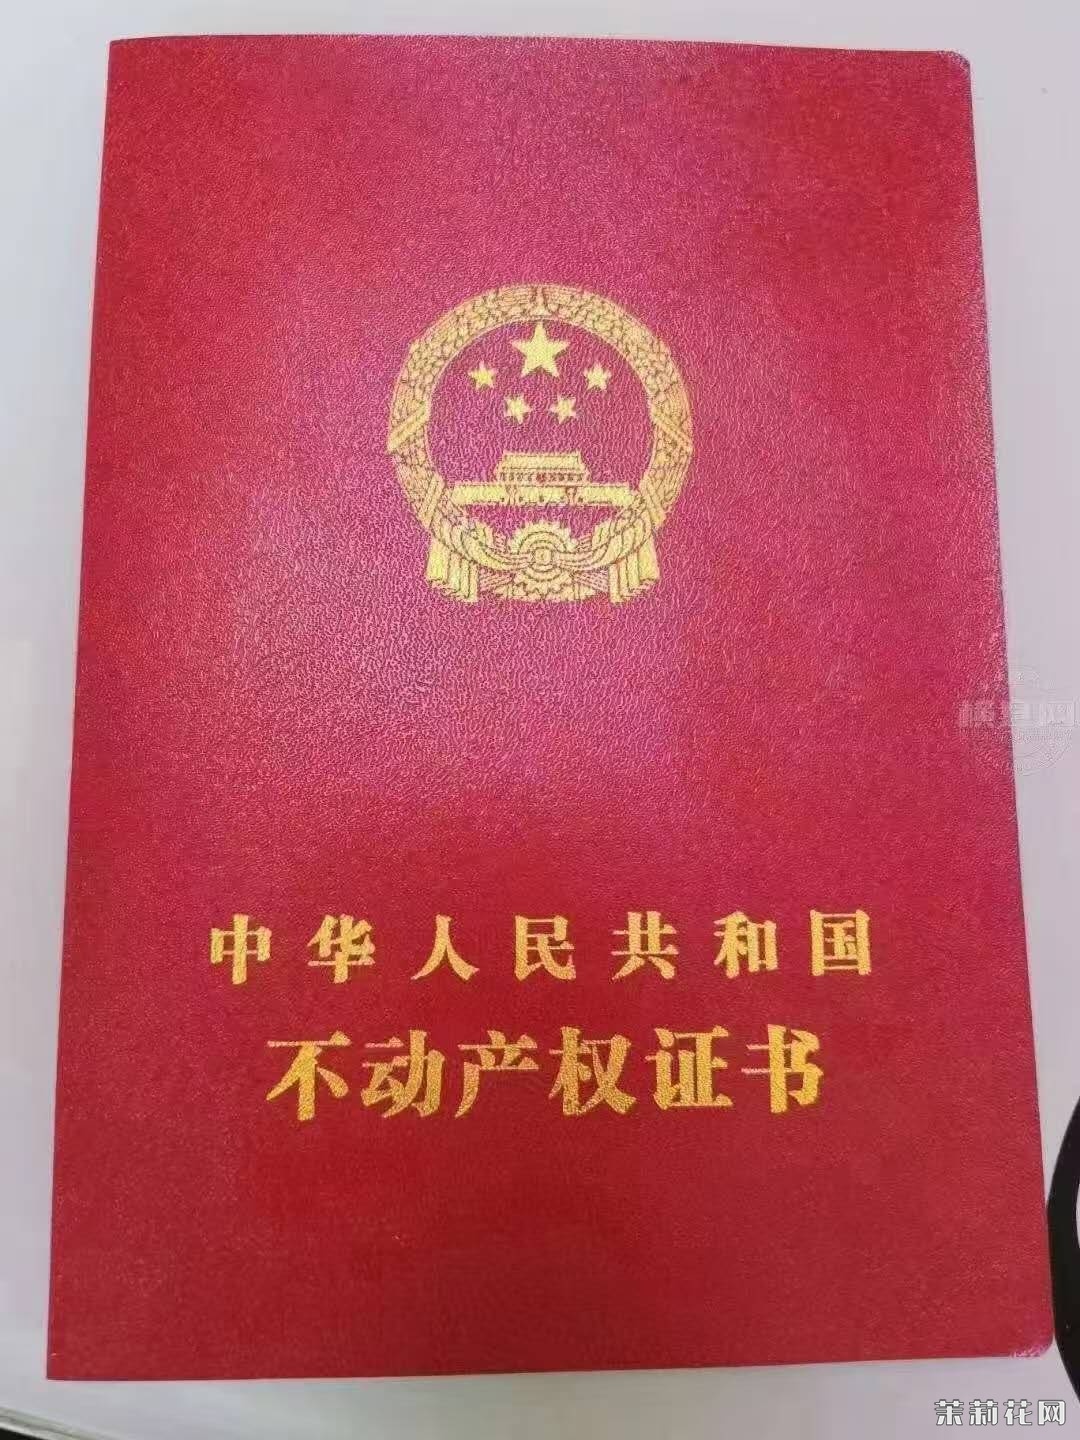 中华人民共和国
不动产权证书
茉莉花网